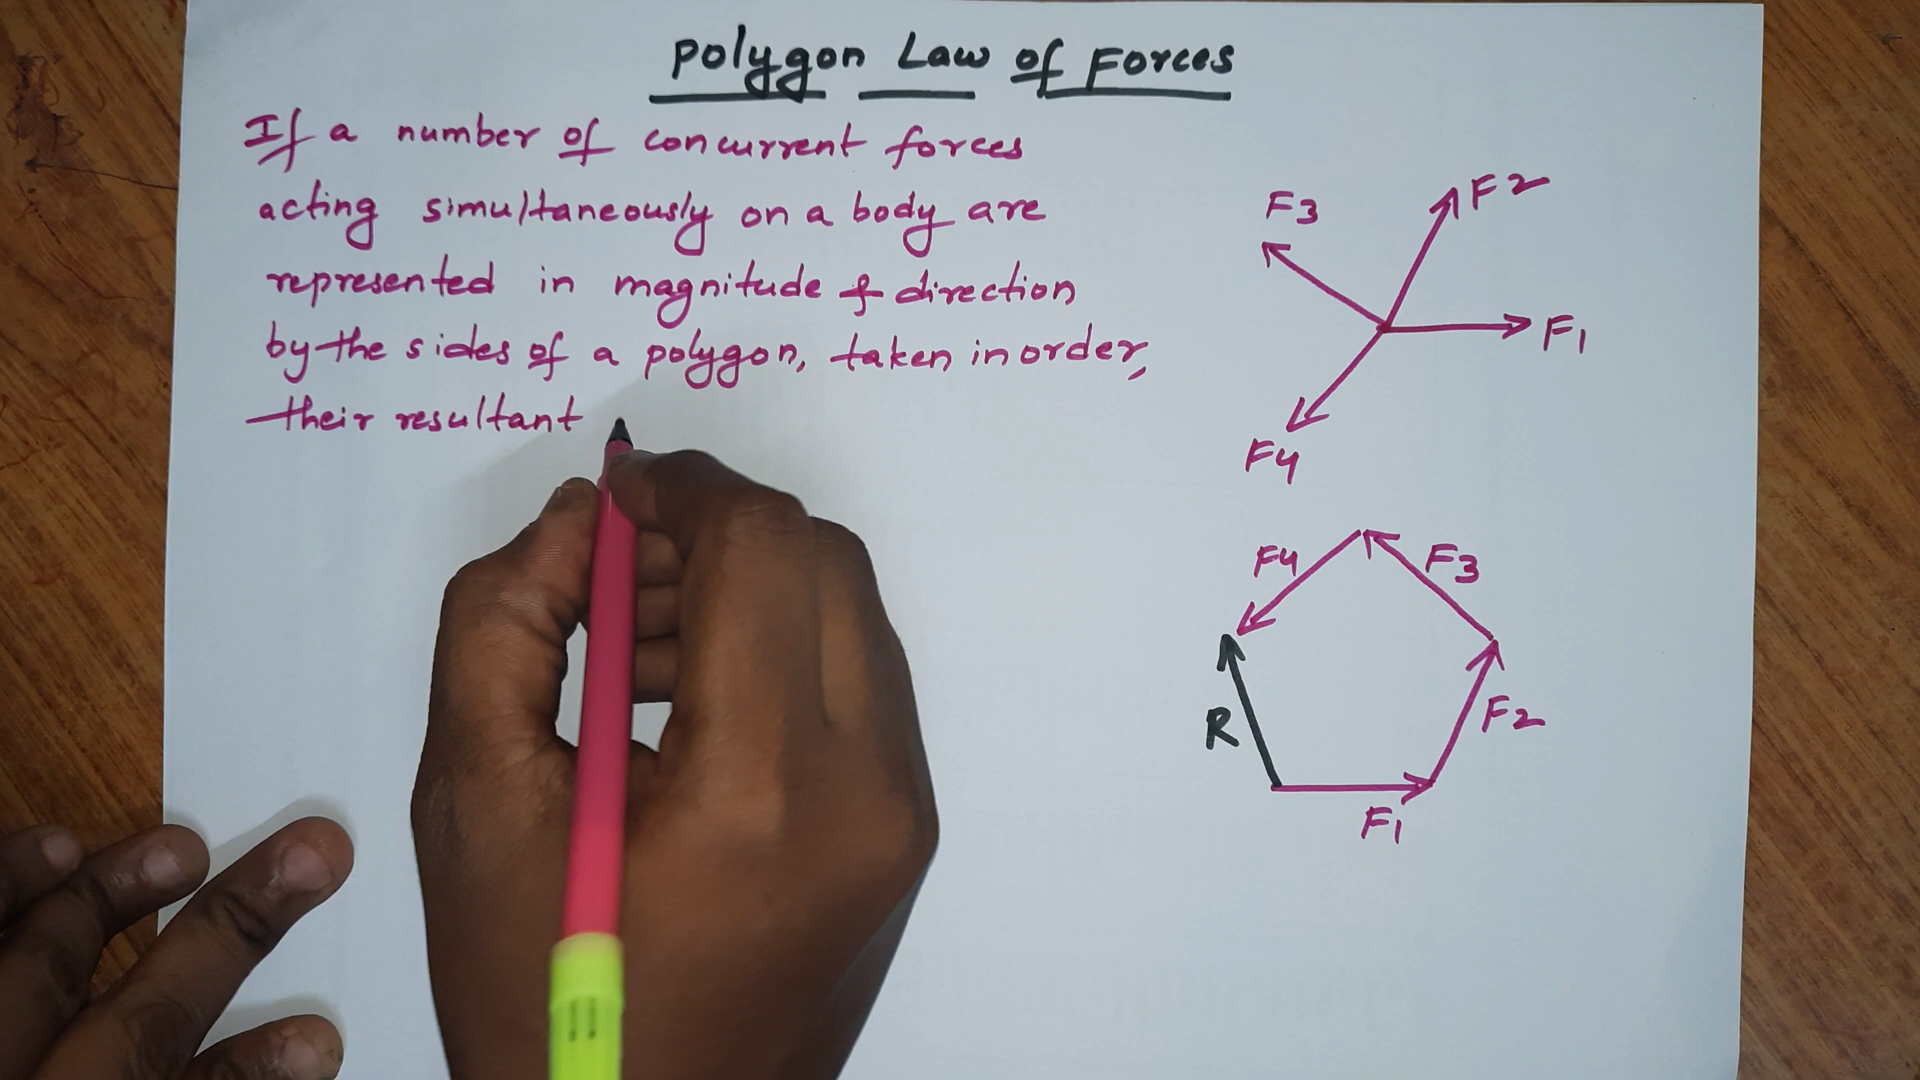 Polygon Law of Forces
If a number of concurrent forces
acting simultaneously on a body are
represented in magnitude & direction
by the sides of a polygon, taken in order,
their resultant
F3
F2
F1
F4
F4
F3
R
F2
F1